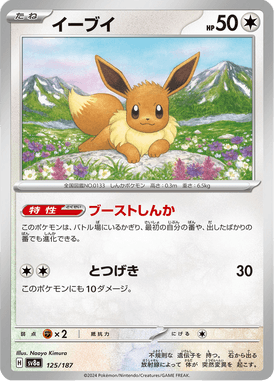 たね イーブイ HP50
全国図鑑 NO.0133 しんかポケモン 高さ:0.3m 重さ:6.5kg
特性 ブーストしんか
このポケモンは、バトル場にいるかぎり、最初の自分の番や、出したばかりの
番でも進化できる。
とつげき 30
このポケモンにも10ダメージ。
弱点 ×2 抵抗力 にげる
Illus. Naoyo Kimura
H SV8a 125/187
不規則な 遺伝子を 持つ。 石から出る
放射線によって 体が 突然変異を 起こす。
©2024 Pokémon/Nintendo/Creatures/GAME FREAK.